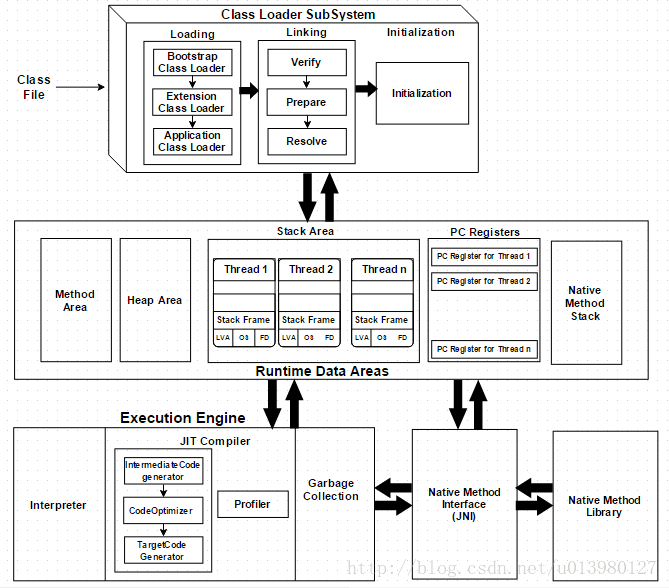 Class Loader SubSystem
Loading
Linking
Initialization
Class
File
Bootstrap
Class Loader
Extension
Class Loader
Application
Class Loader
Verify
Prepare
Resolve
Initialization
Stack Area
PC Registers
Method
Area
Heap Area
Thread 1
Thread 2
Thread n
Stack Frame
Stack Frame
Stack Frame
LVA
OS
FD
LVA
OS
FD
LVA
OS
FD
PC Register for Thread 1
PC Register for Thread 2
PC Register for Thread n
Native
Method
Stack
Runtime Data Areas
Execution Engine
Interpreter
JIT Compiler
IntermediateCode
generator
CodeOptimizer
TargetCode
Generator
Profiler
Garbage
Collection
Native Method
Interface
(JNI)
Native Method
Library
http://blog.csdn.net/u013980127